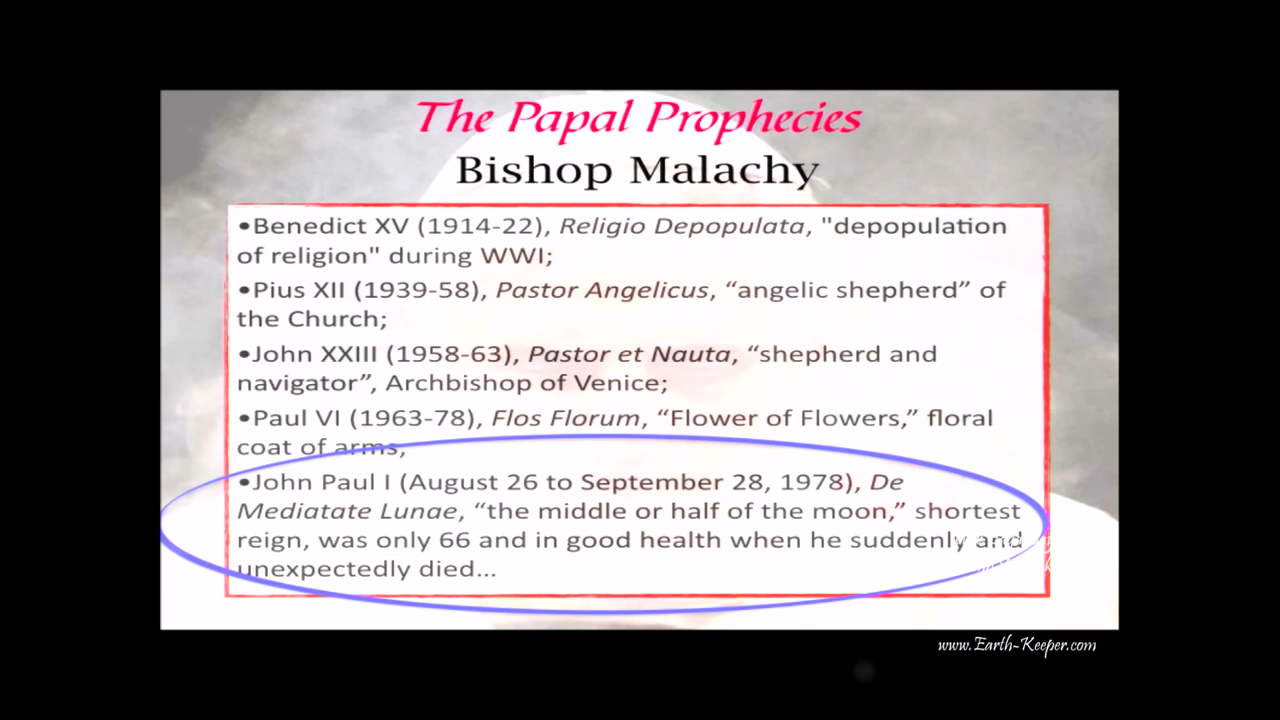 The Papal Prophecies
Bishop Malachy
•Benedict XV (1914-22), Religio Depopulata, "depopulation
of religion" during WWI;
•Pius XII (1939-58), Pastor Angelicus, “angelic shepherd” of
the Church;
•John XXIII (1958-63), Pastor et Nauta, “shepherd and
navigator”, Archbishop of Venice;
•Paul VI (1963-78), Flos Florum, “Flower of Flowers,” floral
coat of arms,
•John Paul I (August 26 to September 28, 1978), De
Mediatate Lunae, “the middle or half of the moon,” shortest
reign, was only 66 and in good health when he suddenly and
unexpectedly died...
www.Earth-Keeper.com